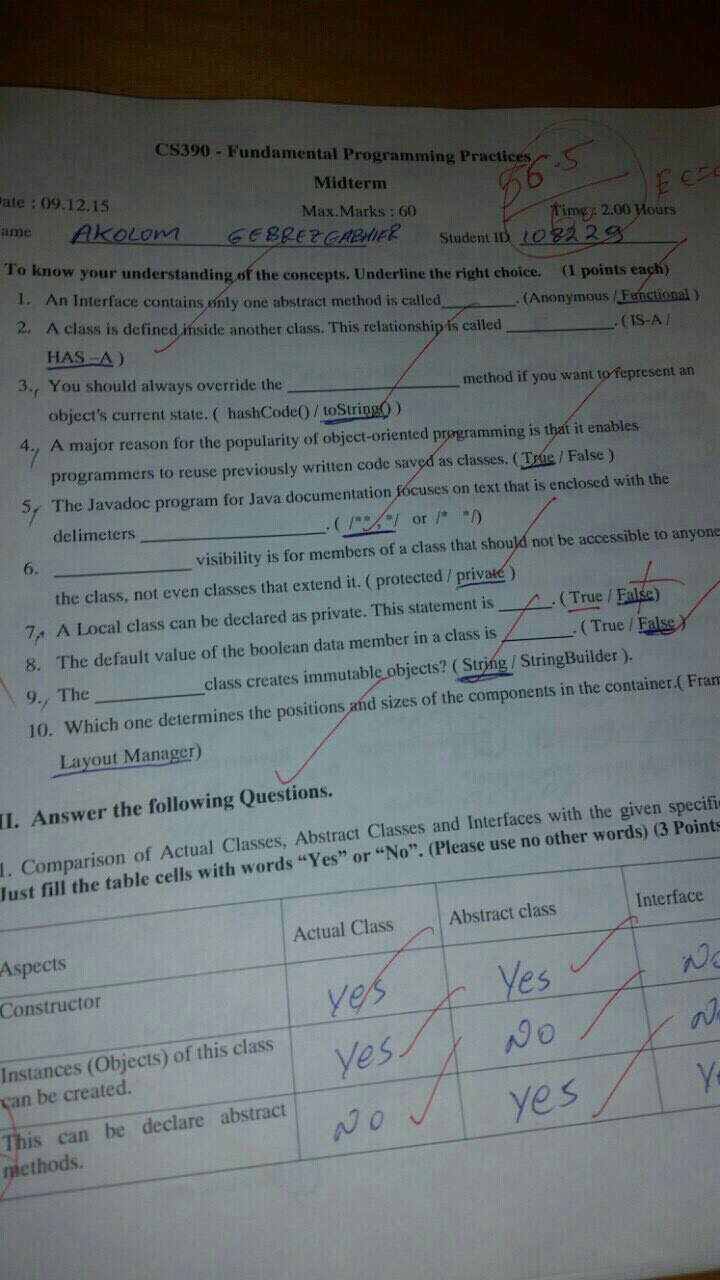 CS390 - Fundamental Programming Practices
Midterm
56.5
60
ate : 09.12.15
Max.Marks : 60
Time: 2.00 Hours
ame AKOLOM GEBREZGABHIER Student ID 108229
To know your understanding of the concepts. Underline the right choice. (1 points each)
1. An Interface contains only one abstract method is called________. (Anonymous / Functional )
2. A class is defined inside another class. This relationship is called ___________. ( IS-A /
HAS –A )
3. You should always override the ________________ method if you want to represent an
object's current state. ( hashCode() / toString() )
4. A major reason for the popularity of object-oriented programming is that it enables
programmers to reuse previously written code saved as classes. ( True / False )
5. The Javadoc program for Java documentation focuses on text that is enclosed with the
delimeters __________________. ( /**, */ or /* */)
6. ______________ visibility is for members of a class that should not be accessible to anyone
the class, not even classes that extend it. ( protected / private )
7. A Local class can be declared as private. This statement is ______. ( True / False)
8. The default value of the boolean data member in a class is _______. ( True / False )
9. The ___________ class creates immutable objects? ( String / StringBuilder ).
10. Which one determines the positions and sizes of the components in the container.( Fram
Layout Manager)
II. Answer the following Questions.
1. Comparison of Actual Classes, Abstract Classes and Interfaces with the given specifi
Just fill the table cells with words “Yes” or “No”. (Please use no other words) (3 Points
Aspects Actual Class Abstract class Interface
Constructor Yes Yes No
Instances (Objects) of this class
can be created. Yes No N
This can be declare abstract
methods. No Yes Y